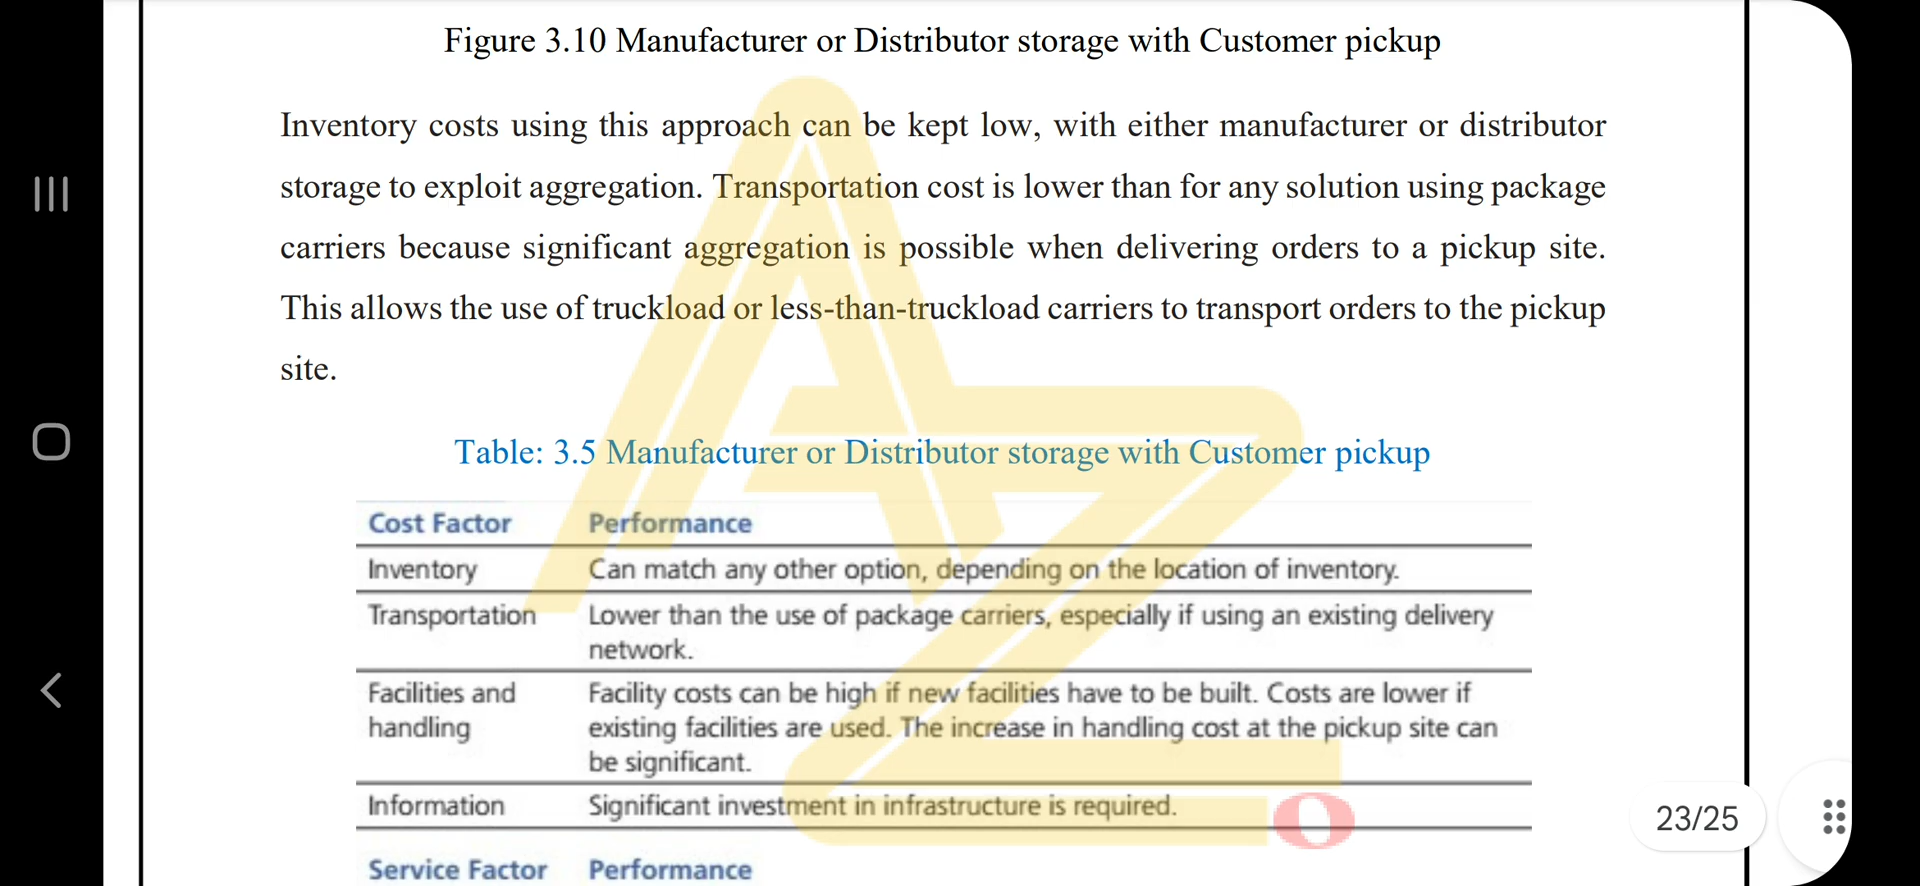 Figure 3.10 Manufacturer or Distributor storage with Customer pickup
Inventory costs using this approach can be kept low, with either manufacturer or distributor
storage to exploit aggregation. Transportation cost is lower than for any solution using package
carriers because significant aggregation is possible when delivering orders to a pickup site.
This allows the use of truckload or less-than-truckload carriers to transport orders to the pickup
site.
Table: 3.5 Manufacturer or Distributor storage with Customer pickup
Cost Factor Performance
Inventory Can match any other option, depending on the location of inventory.
Transportation Lower than the use of package carriers, especially if using an existing delivery
network.
Facilities and Facility costs can be high if new facilities have to be built. Costs are lower if
handling existing facilities are used. The increase in handling cost at the pickup site can
be significant.
Information Significant investment in infrastructure is required.
23/25
Service Factor Performance